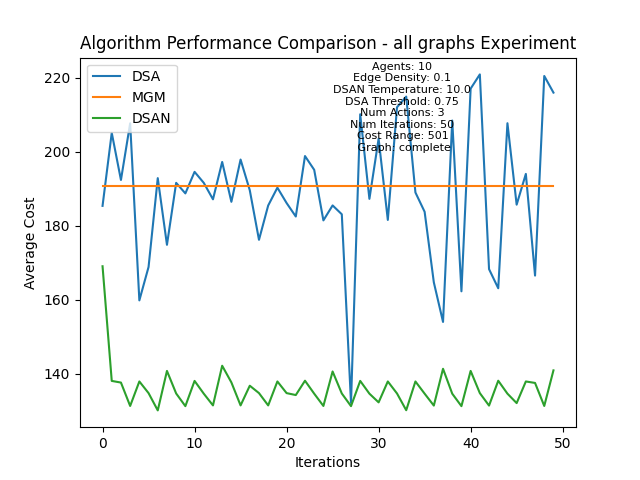 Algorithm Performance Comparison - all graphs Experiment
DSA
MGM
DSAN
Agents: 10
Edge Density: 0.1
DSAN Temperature: 10.0
DSA Threshold: 0.75
Num Actions: 3
Num Iterations: 50
Cost Range: 501
Graph: complete
Average Cost
220
200
180
160
140
0
10
20
30
40
50
Iterations